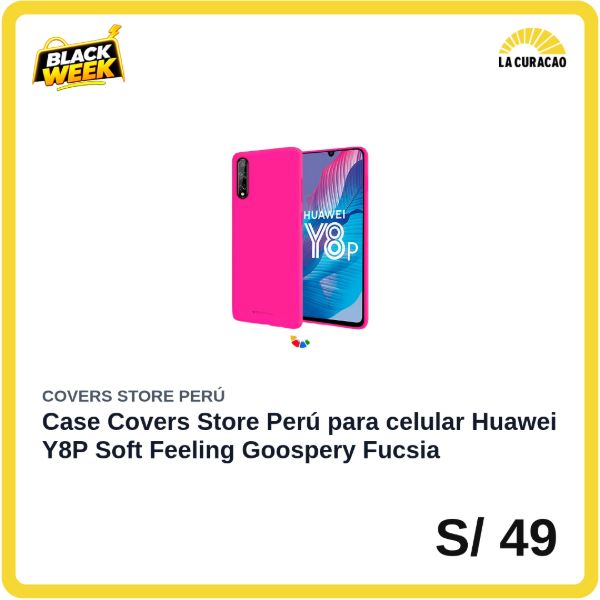 BLACK
WEEK
LA CURACAO
HUAWEI
Y8P
COVERS STORE PERÚ
Case Covers Store Perú para celular Huawei
Y8P Soft Feeling Goospery Fucsia
S/ 49